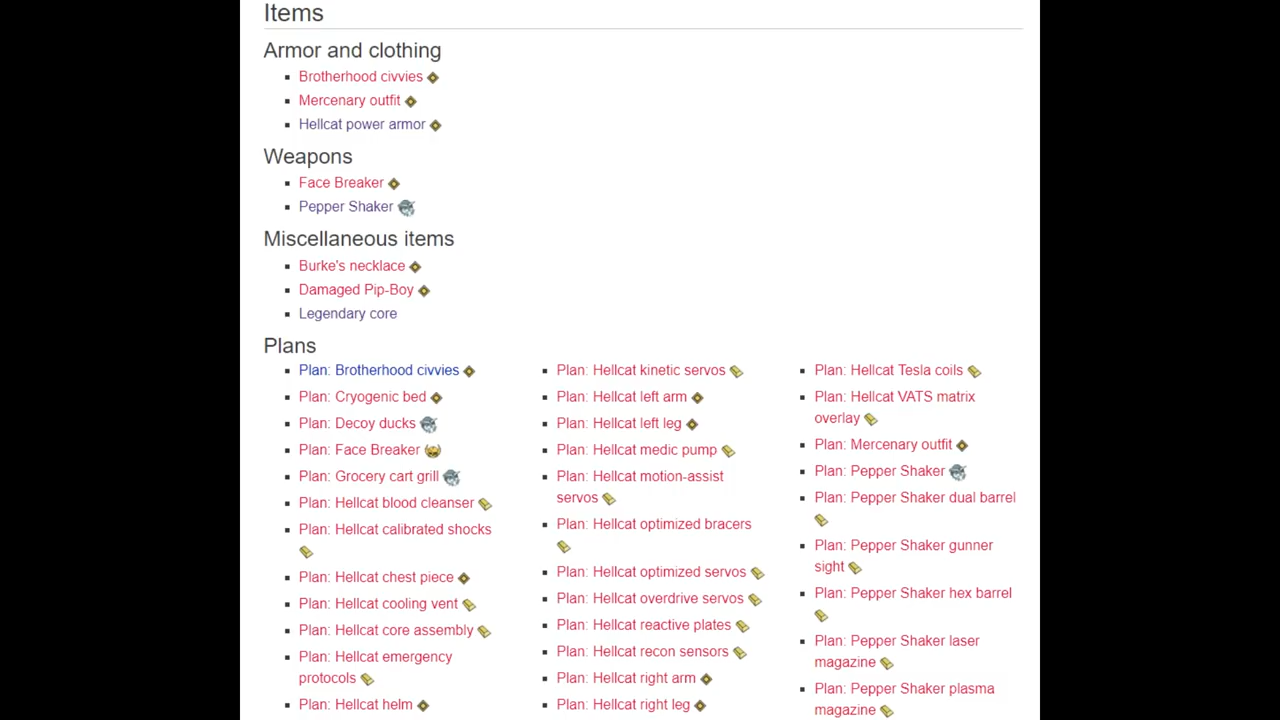 Items
Armor and clothing
Brotherhood civvies
Mercenary outfit
Hellcat power armor
Weapons
Face Breaker
Pepper Shaker
Miscellaneous items
Burke's necklace
Damaged Pip-Boy
Legendary core
Plans
Plan: Brotherhood civvies
Plan: Cryogenic bed
Plan: Decoy ducks
Plan: Face Breaker
Plan: Grocery cart grill
Plan: Hellcat blood cleanser
Plan: Hellcat calibrated shocks
Plan: Hellcat chest piece
Plan: Hellcat cooling vent
Plan: Hellcat core assembly
Plan: Hellcat emergency
protocols
Plan: Hellcat helm
Plan: Hellcat kinetic servos
Plan: Hellcat left arm
Plan: Hellcat left leg
Plan: Hellcat medic pump
Plan: Hellcat motion-assist
servos
Plan: Hellcat optimized bracers
Plan: Hellcat optimized servos
Plan: Hellcat overdrive servos
Plan: Hellcat reactive plates
Plan: Hellcat recon sensors
Plan: Hellcat right arm
Plan: Hellcat right leg
Plan: Hellcat Tesla coils
Plan: Hellcat VATS matrix
overlay
Plan: Mercenary outfit
Plan: Pepper Shaker
Plan: Pepper Shaker dual barrel
Plan: Pepper Shaker gunner
sight
Plan: Pepper Shaker hex barrel
Plan: Pepper Shaker laser
magazine
Plan: Pepper Shaker plasma
magazine